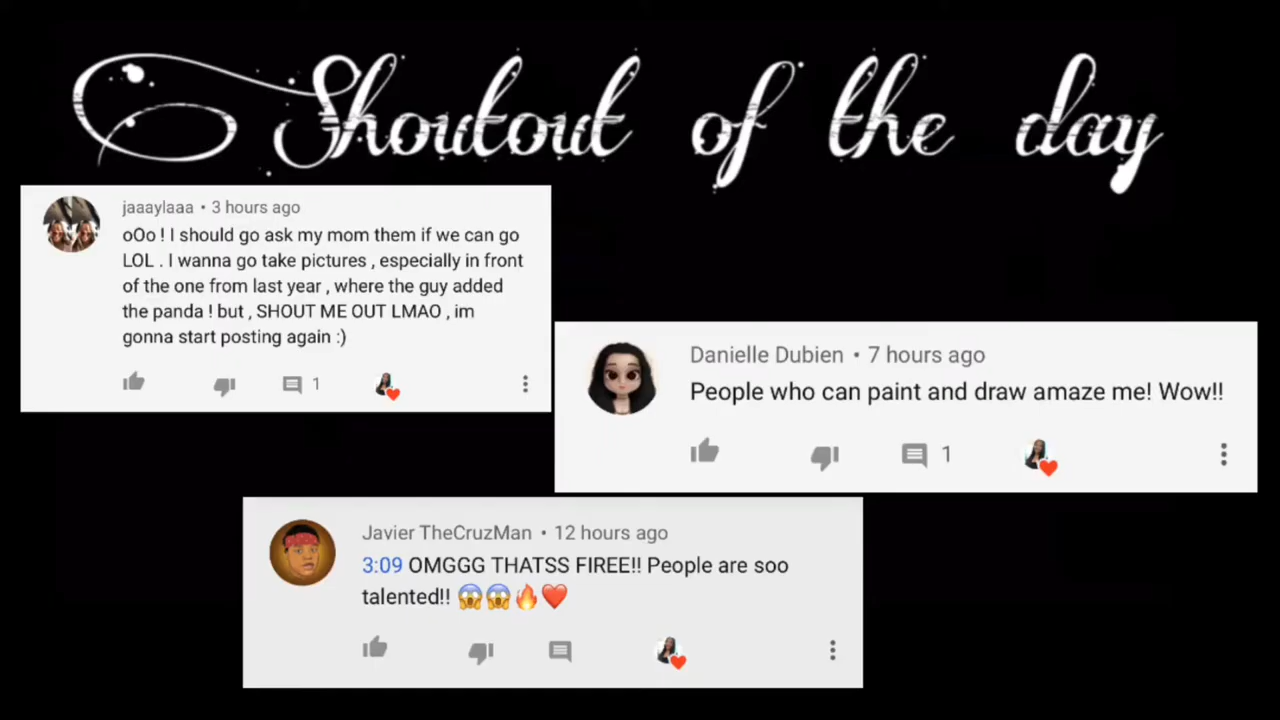 Shoutout of the day
jaaaylaaa • 3 hours ago
oOo ! I should go ask my mom them if we can go
LOL . I wanna go take pictures , especially in front
of the one from last year , where the guy added
the panda ! but , SHOUT ME OUT LMAO , im
gonna start posting again :)
1
Danielle Dubien • 7 hours ago
People who can paint and draw amaze me! Wow!!
1
Javier TheCruzMan • 12 hours ago
3:09 OMGGG THATSS FIREE!! People are soo
talented!! 😱😱🔥❤️